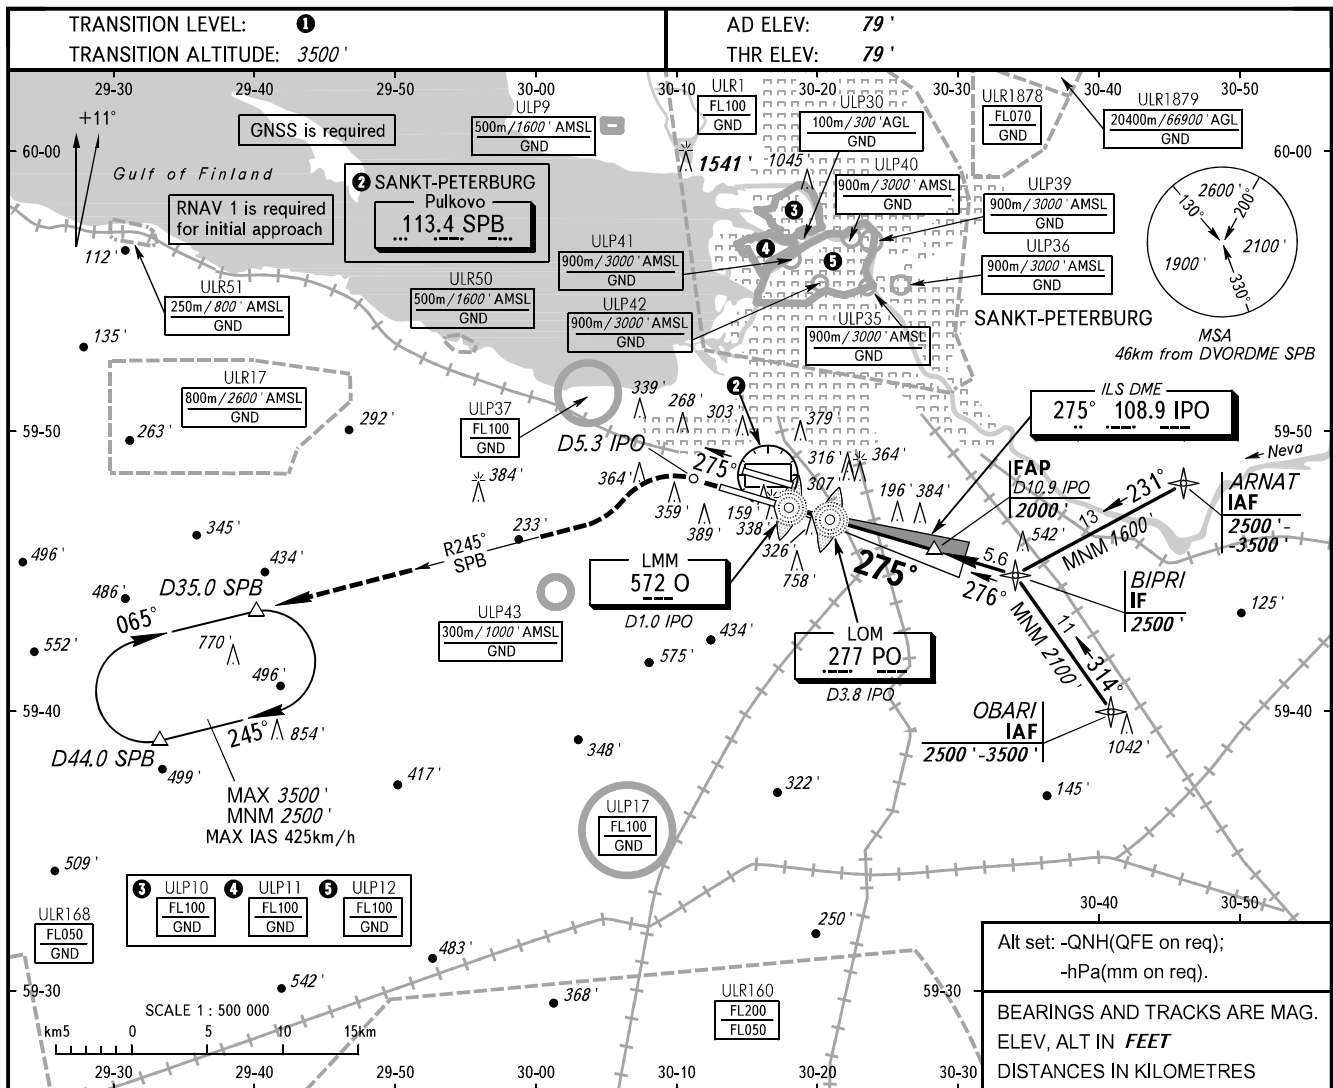 TRANSITION LEVEL: ❶
TRANSITION ALTITUDE: 3500'
AD ELEV: 79'
THR ELEV: 79'
29-30
29-40
29-50
30-00
30-10
30-20
30-30
30-40
30-50
+11°
GNSS is required
ULP9
500m/1600' AMSL
GND
ULR1
FL100
GND
ULP30
100m/300'AGL
GND
ULR1878
FL070
GND
ULR1879
20400m/66900'AGL
GND
60-00
60-00
Gulf of Finland
❷ SANKT-PETERBURG
Pulkovo
113.4 SPB
1541'
1045'
ULP40
900m/3000' AMSL
GND
RNAV 1 is required
for initial approach
ULP39
900m/3000' AMSL
GND
2600'
130°
200°
2100'
1900'
330°
MSA
46km from DVORDME SPB
❸
❹
❺
ULP41
900m/3000' AMSL
GND
ULP36
900m/3000' AMSL
GND
112'
ULR51
250m/800' AMSL
GND
ULR50
500m/1600' AMSL
GND
ULP42
900m/3000' AMSL
GND
ULP35
900m/3000' AMSL
GND
SANKT-PETERBURG
135'
ULR17
800m/2600' AMSL
GND
263'
292'
ULP37
FL100
GND
339'
268'
303'
❷
379'
ILS DME
275° 108.9 IPO
59-50
59-50
D5.3 IPO
275°
316'
364'
Neva
384'
364'
359'
389
159'
338'
307
326'
758'
196'
384'
FAP
D10.9 IPO
2000'
542'
231°
13
MNM 1600'
ARNAT
IAF
2500'-
-3500'
345'
233'
R245°
SPB
496'
434'
486'
D35.0 SPB
065°
LMM
572 O
D1.0 IPO
275°
5.6
276°
BIPRI
IF
2500'
125'
ULP43
300m/1000' AMSL
GND
552'
770'
434'
575'
LOM
277 PO
D3.8 IPO
11
MNM 2100'
314°
496'
59-40
59-40
245°
854'
OBARI
IAF
2500'-3500'
1042'
D44.0 SPB
499'
348'
417'
322'
145'
MAX 3500'
MNM 2500'
MAX IAS 425km/h
ULP17
FL100
GND
509'
❸ ULP10
FL100
GND
❹ ULP11
FL100
GND
❺ ULP12
FL100
GND
ULR168
FL050
GND
30-40
30-50
250'
483'
542'
368'
59-30
59-30
ULR160
FL200
FL050
Alt set: -QNH(QFE on req);
-hPa(mm on req).
SCALE 1 : 500 000
km5 0 5 10 15km
BEARINGS AND TRACKS ARE MAG.
ELEV, ALT IN FEET
DISTANCES IN KILOMETRES
29-30
29-40
29-50
30-00
30-10
30-20
30-30